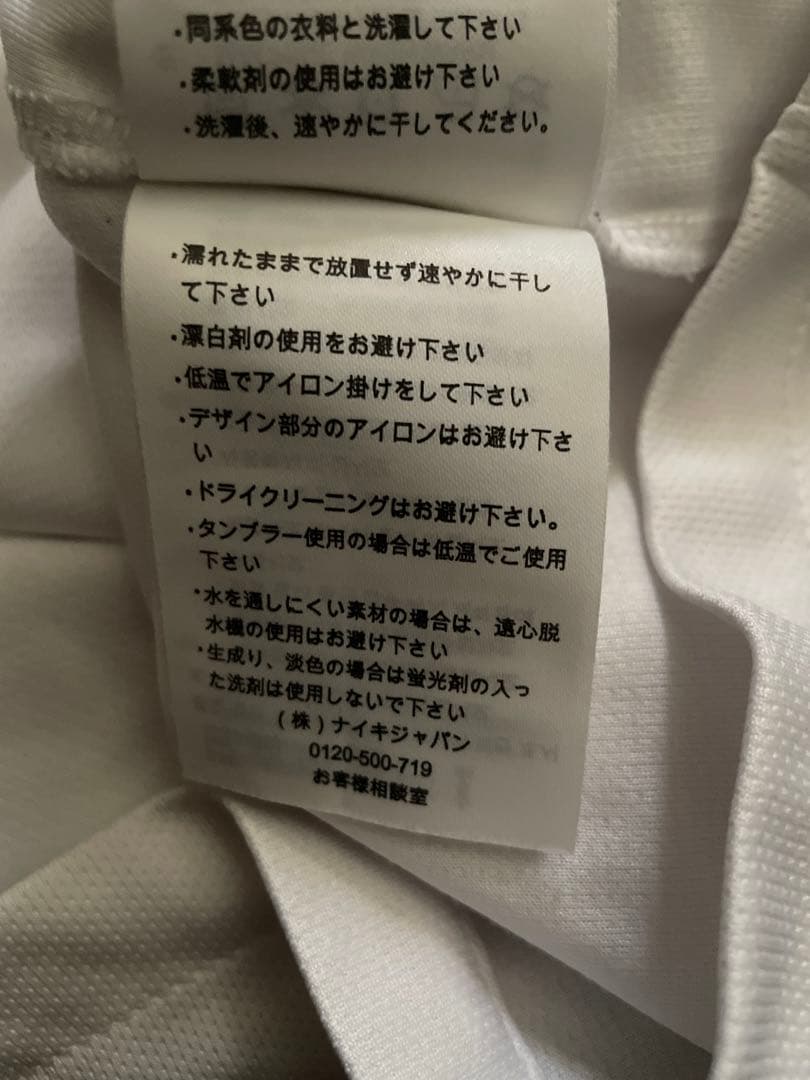 ・同系色の衣料と洗濯して下さい
・柔軟剤の使用はお避け下さい
・洗濯後、速やかに干してください。
・濡れたままで放置せず速やかに干し
て下さい
・漂白剤の使用をお避け下さい
・低温でアイロン掛けをして下さい
・デザイン部分のアイロンはお避け下さ
い
・ドライクリーニングはお避け下さい。
・タンブラー使用の場合は低温でご使用
下さい
・水を通しにくい素材の場合は、遠心脱
水機の使用はお避け下さい
・生成り、淡色の場合は蛍光剤の入っ
た洗剤は使用しないで下さい
(株)ナイキジャパン
0120-500-719
お客様相談室